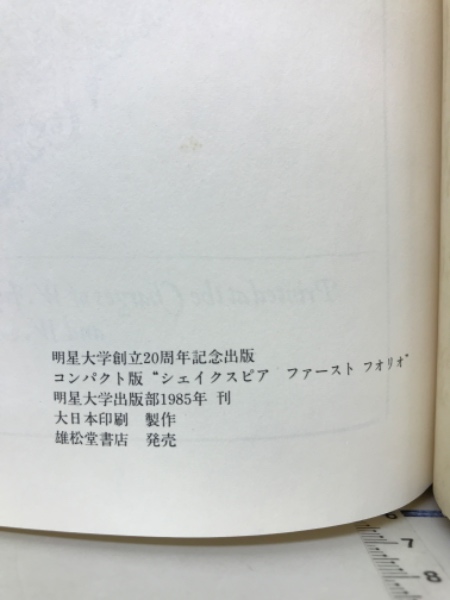 明星大学創立20周年記念出版
コンパクト版“シェイクスピア　ファースト フォリオ”
明星大学出版部1985年 刊
大日本印刷　製作
雄松堂書店　発売
7
8